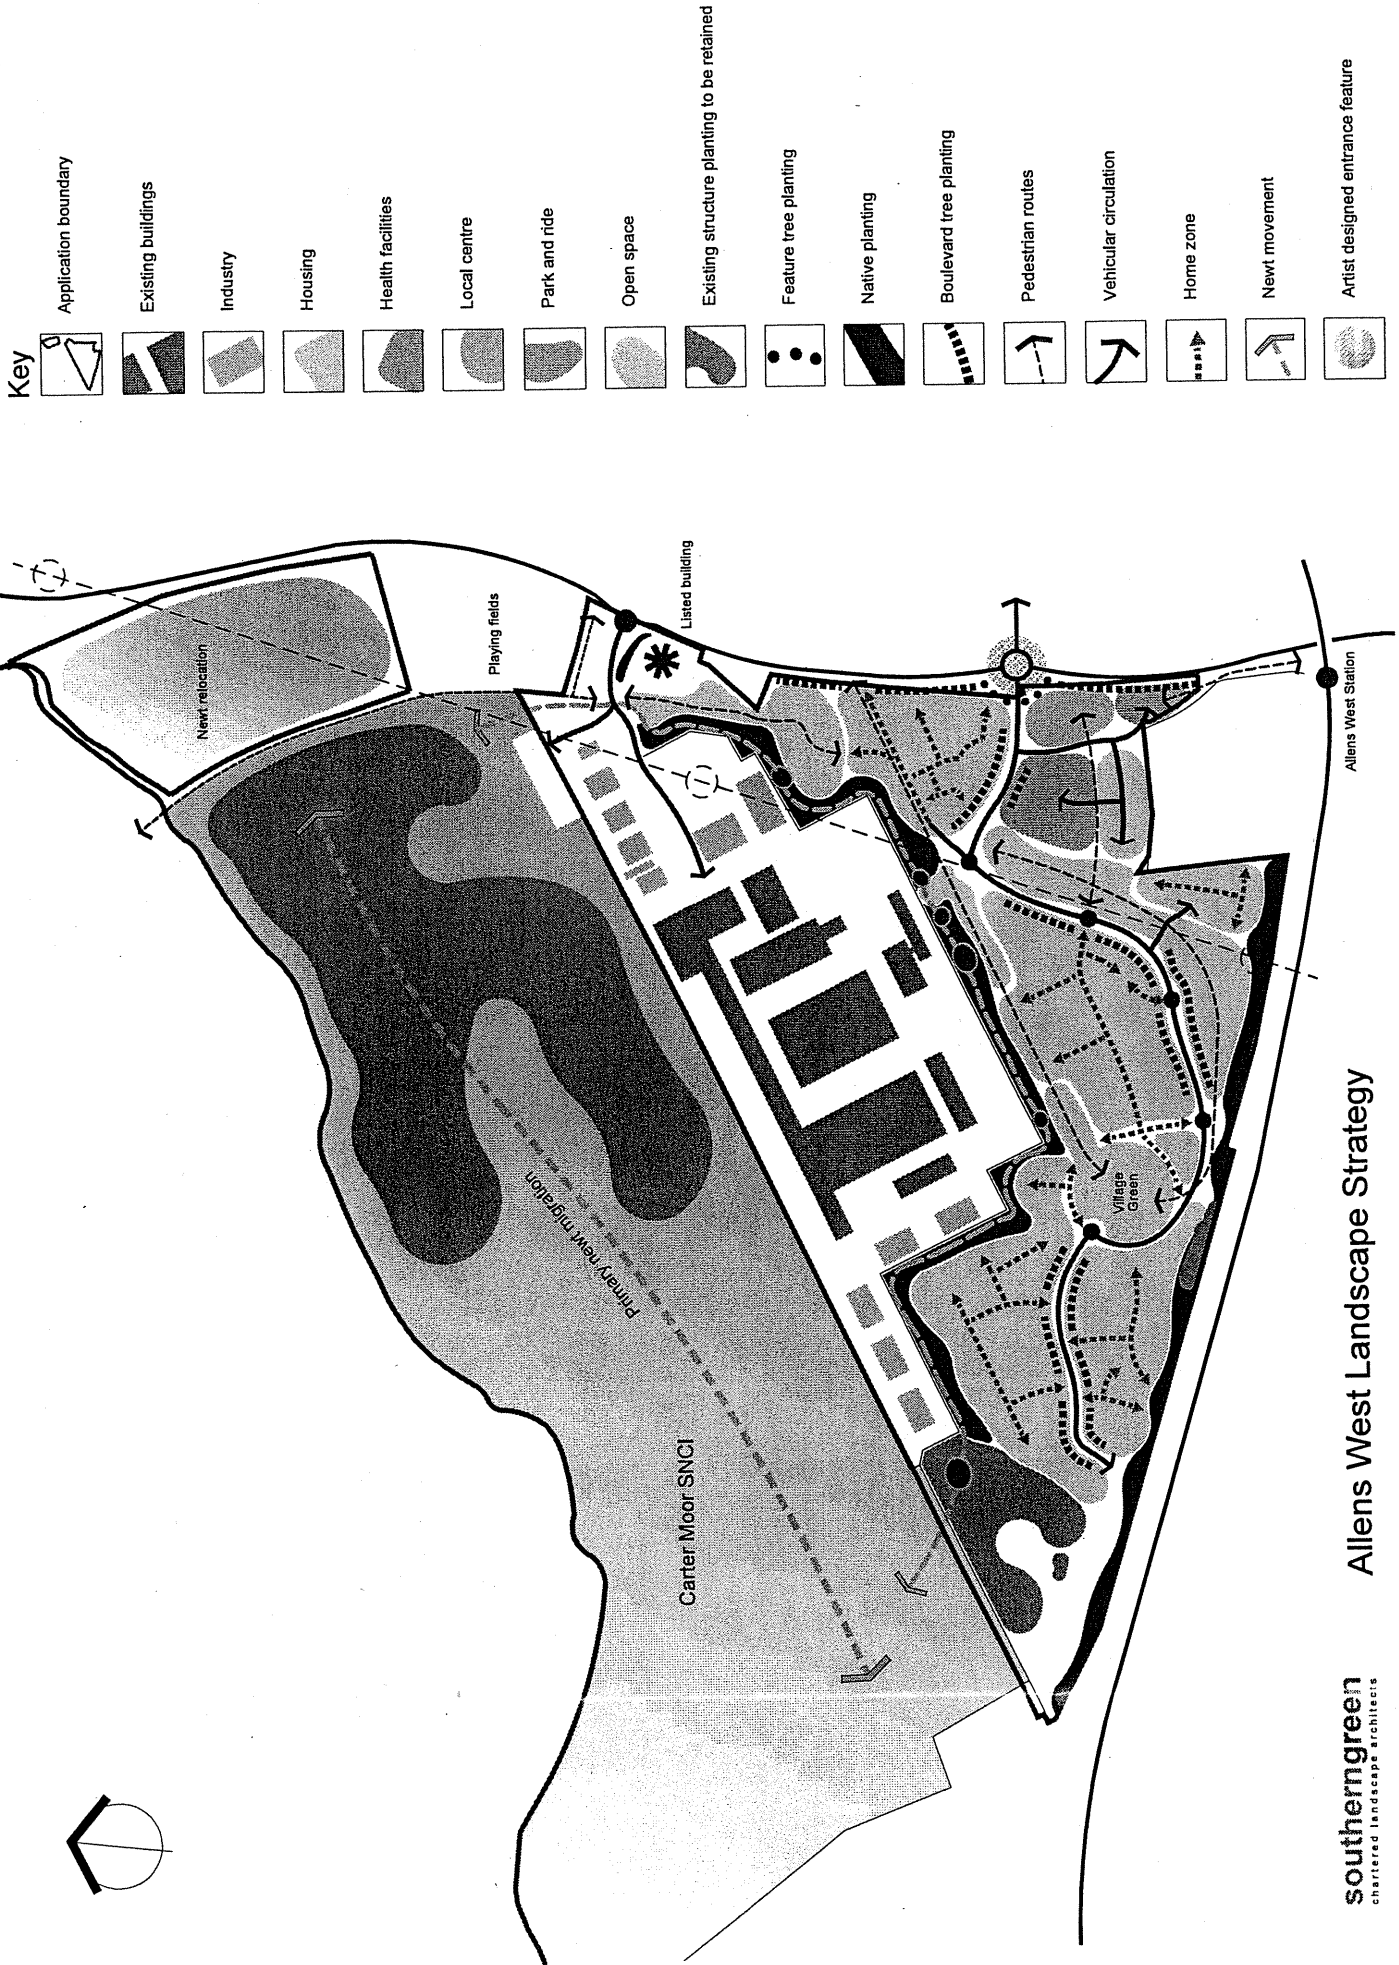 Key
Application boundary
Existing buildings
Industry
Housing
Health facilities
Local centre
Park and ride
Open space
Existing structure planting to be retained
Feature tree planting
Native planting
Boulevard tree planting
Pedestrian routes
Vehicular circulation
Home zone
Newt movement
Artist designed entrance feature
Newt relocation
Playing fields
Listed building
Primary newt migration
Carter Moor SNCI
Village
Green
Allens West Station
Allens West Landscape Strategy
southerngreen
chartered landscape architects